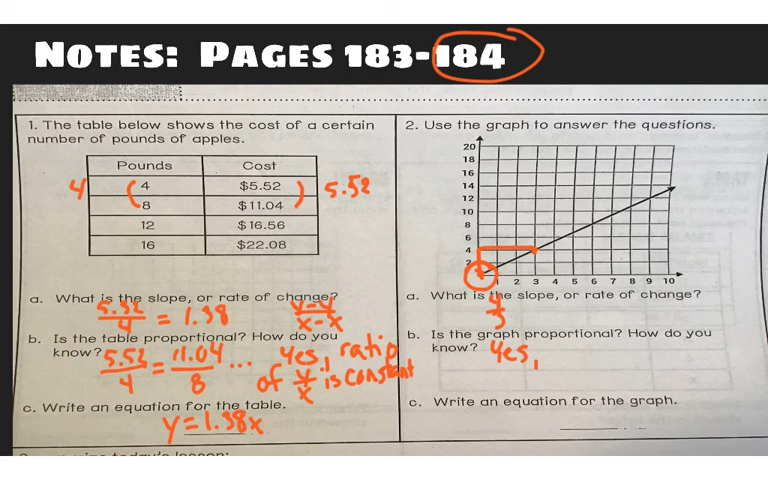 NOTES: PAGES 183-184
1. The table below shows the cost of a certain
number of pounds of apples.
Pounds Cost
4 $5.52
8 $11.04
12 $16.56
16 $22.08
4
5.52
a. What is the slope, or rate of change?
5.52/4 = 1.38
y-y/x-x
b. Is the table proportional? How do you
know?
5.52/4 = 11.04/8 ...
yes, ratio
of y/x is constant
c. Write an equation for the table.
y=1.38x
2. Use the graph to answer the questions.
20
18
16
14
12
10
8
6
4
2
1 2 3 4 5 6 7 8 9 10
a. What is the slope, or rate of change?
4/3
b. Is the graph proportional? How do you
know? yes,
c. Write an equation for the graph.